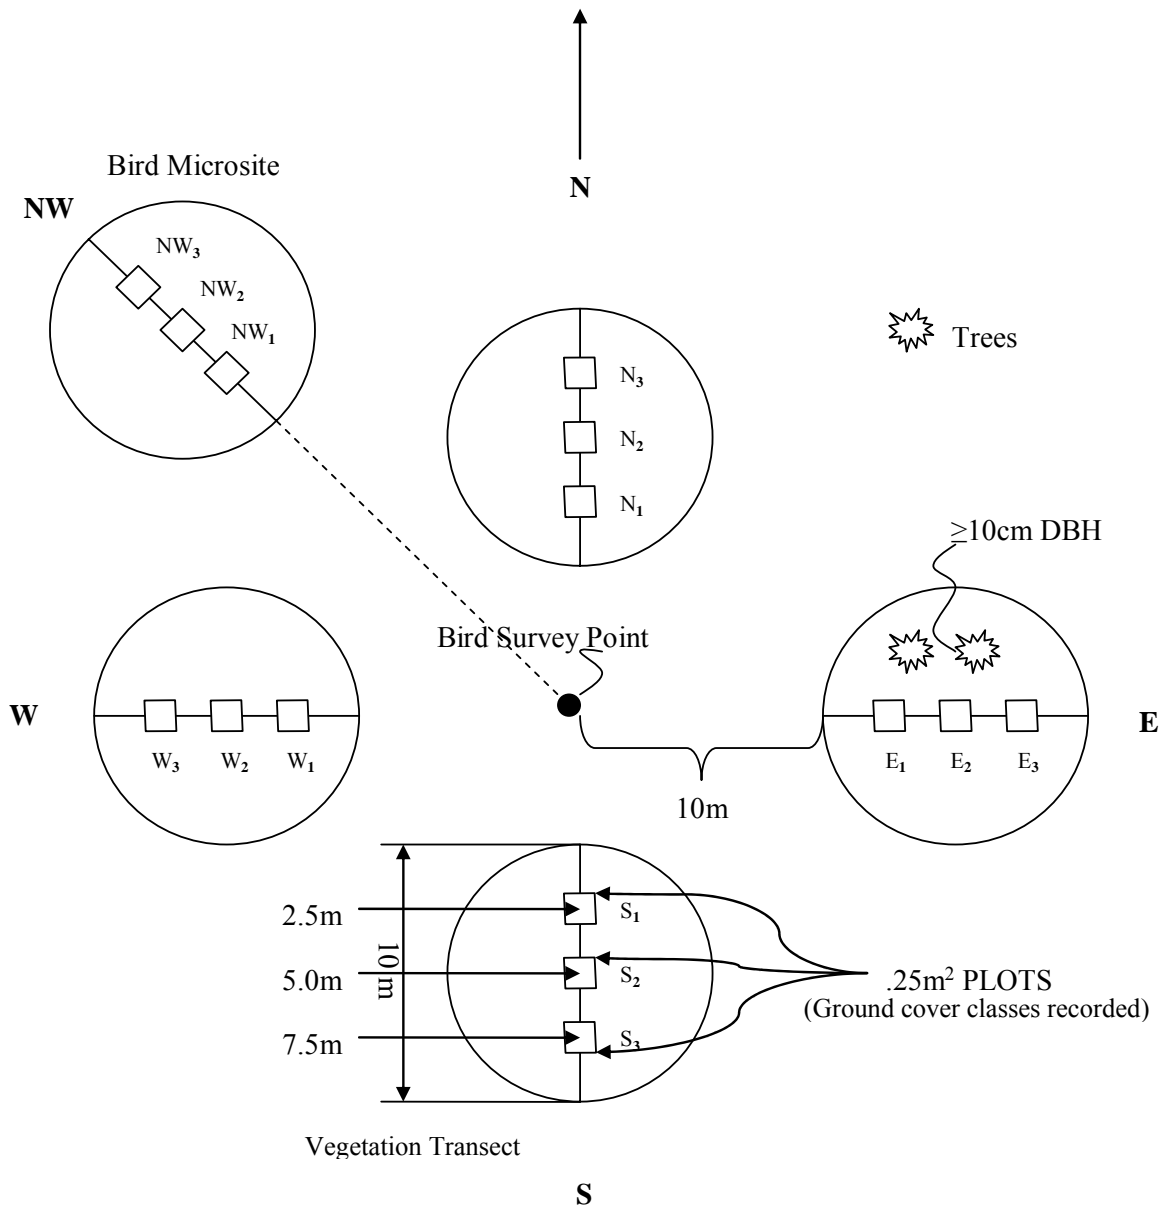 Bird Microsite
N
NW
NW3
NW2
NW1
N3
N2
N1
Trees
≥10cm DBH
Bird Survey Point
W
W3 W2 W1
E
E1 E2 E3
10m
2.5m
5.0m
7.5m
10 m
S1
S2
S3
.25m² PLOTS
(Ground cover classes recorded)
Vegetation Transect
S